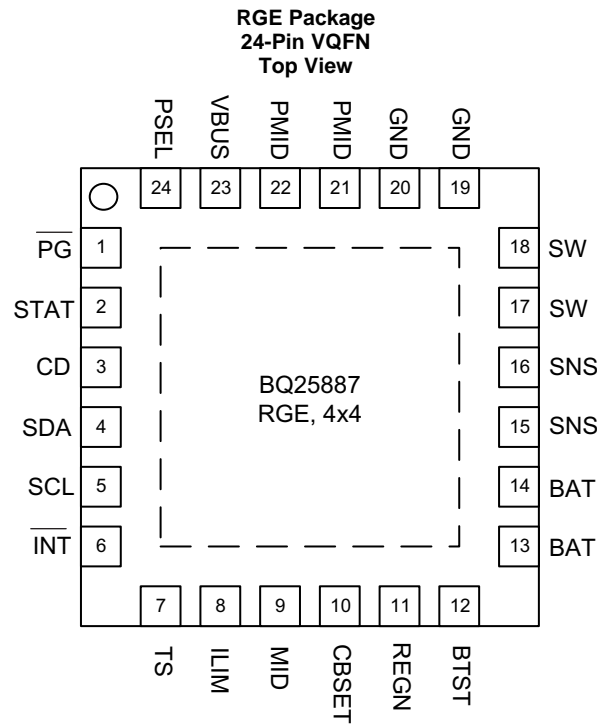 RGE Package
24-Pin VQFN
Top View
PSEL
VBUS
PMID
PMID
GND
GND
24
23
22
21
20
19
PG
1
18
SW
STAT
2
17
SW
CD
3
16
SNS
SDA
4
15
SNS
SCL
5
14
BAT
INT
6
13
BAT
BQ25887
RGE, 4x4
7
8
9
10
11
12
TS
ILIM
MID
CBSET
REGN
BTST